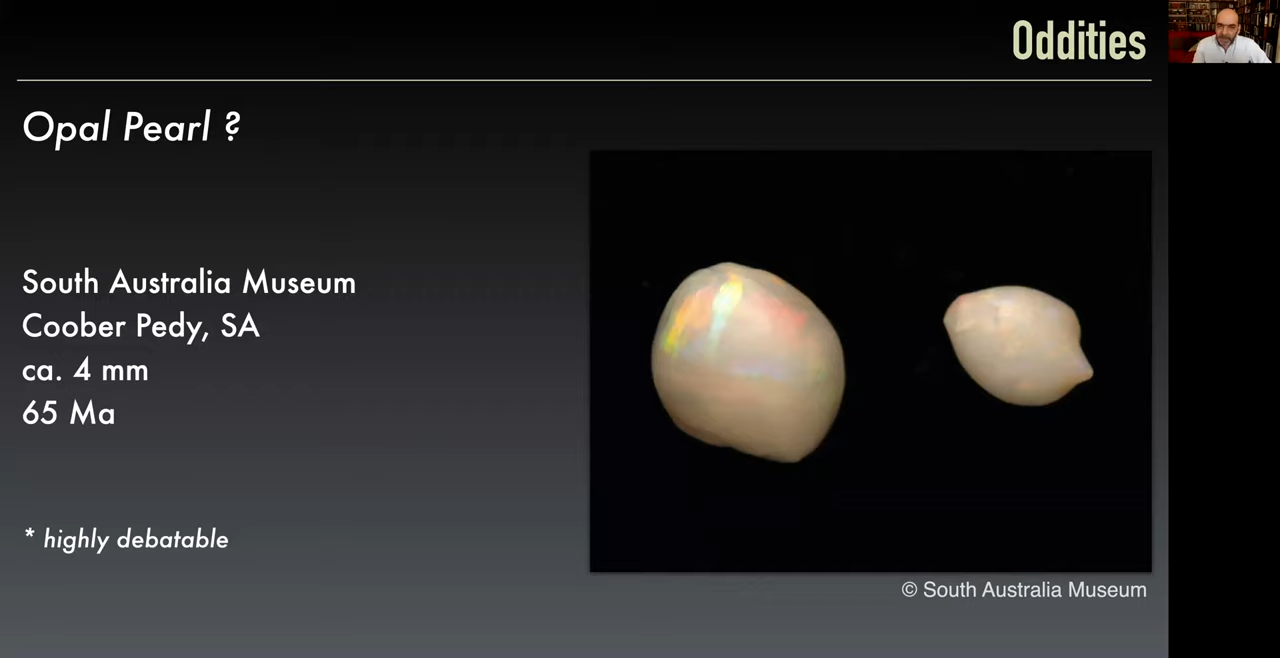 Oddities
Opal Pearl ?
South Australia Museum
Coober Pedy, SA
ca. 4 mm
65 Ma
* highly debatable
© South Australia Museum